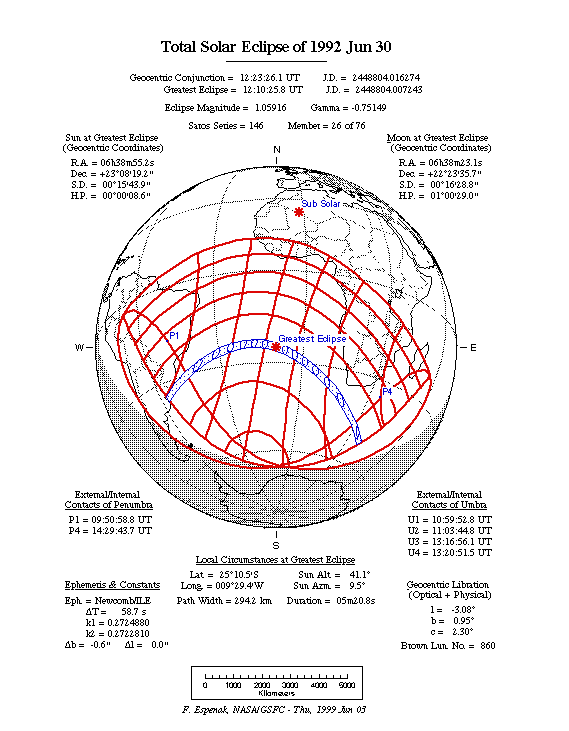 Total Solar Eclipse of 1992 Jun 30
Geocentric Conjunction = 12:23:26.1 UT J.D. = 2448804.016274
Greatest Eclipse = 12:10:25.8 UT J.D. = 2448804.007243
Eclipse Magnitude = 1.05916 Gamma = -0.75149
Saros Series = 146 Member = 26 of 76
Sun at Greatest Eclipse
(Geocentric Coordinates)
R.A. = 06h38m55.2s
Dec. = +23°08'19.2"
S.D. = 00°15'43.9"
H.P. = 00°00'08.6"
Moon at Greatest Eclipse
(Geocentric Coordinates)
R.A. = 06h38m23.1s
Dec. = +22°23'35.7"
S.D. = 00°16'28.8"
H.P. = 01°00'29.0"
N
Sub Solar
P1
Greatest Eclipse
W
E
P4
S
External/Internal
Contacts of Penumbra
P1 = 09:50:58.8 UT
P4 = 14:29:43.7 UT
External/Internal
Contacts of Umbra
U1 = 10:59:52.8 UT
U2 = 11:03:44.8 UT
U3 = 13:16:56.1 UT
U4 = 13:20:51.5 UT
Local Circumstances at Greatest Eclipse
Lat. = 25°10.5'S Sun Alt. = 41.1°
Long. = 009°29.4'W Sun Azm. = 9.5°
Path Width = 294.2 km Duration = 05m20.8s
Ephemeris & Constants
Eph. = Newcomb/ILE
ΔT = 58.7 s
k1 = 0.2724880
k2 = 0.2722810
Δb = -0.6" Δl = 0.0"
Geocentric Libration
(Optical + Physical)
l = -3.08°
b = 0.95°
c = 2.30°
Brown Lun. No. = 860
0 1000 2000 3000 4000 5000
Kilometers
F. Espenak, NASA/GSFC - Thu, 1999 Jun 03